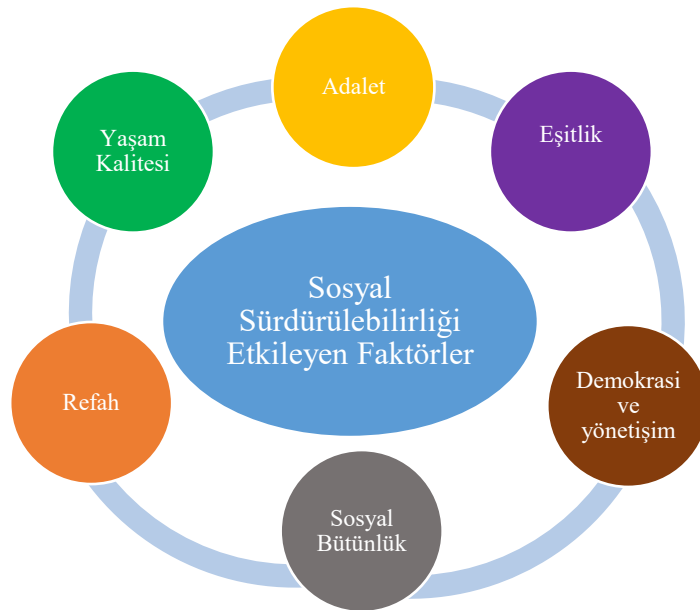 Adalet
Eşitlik
Yaşam
Kalitesi
Sosyal
Sürdürülebilirliği
Etkileyen Faktörler
Refah
Demokrasi
ve
yönetişim
Sosyal
Bütünlük